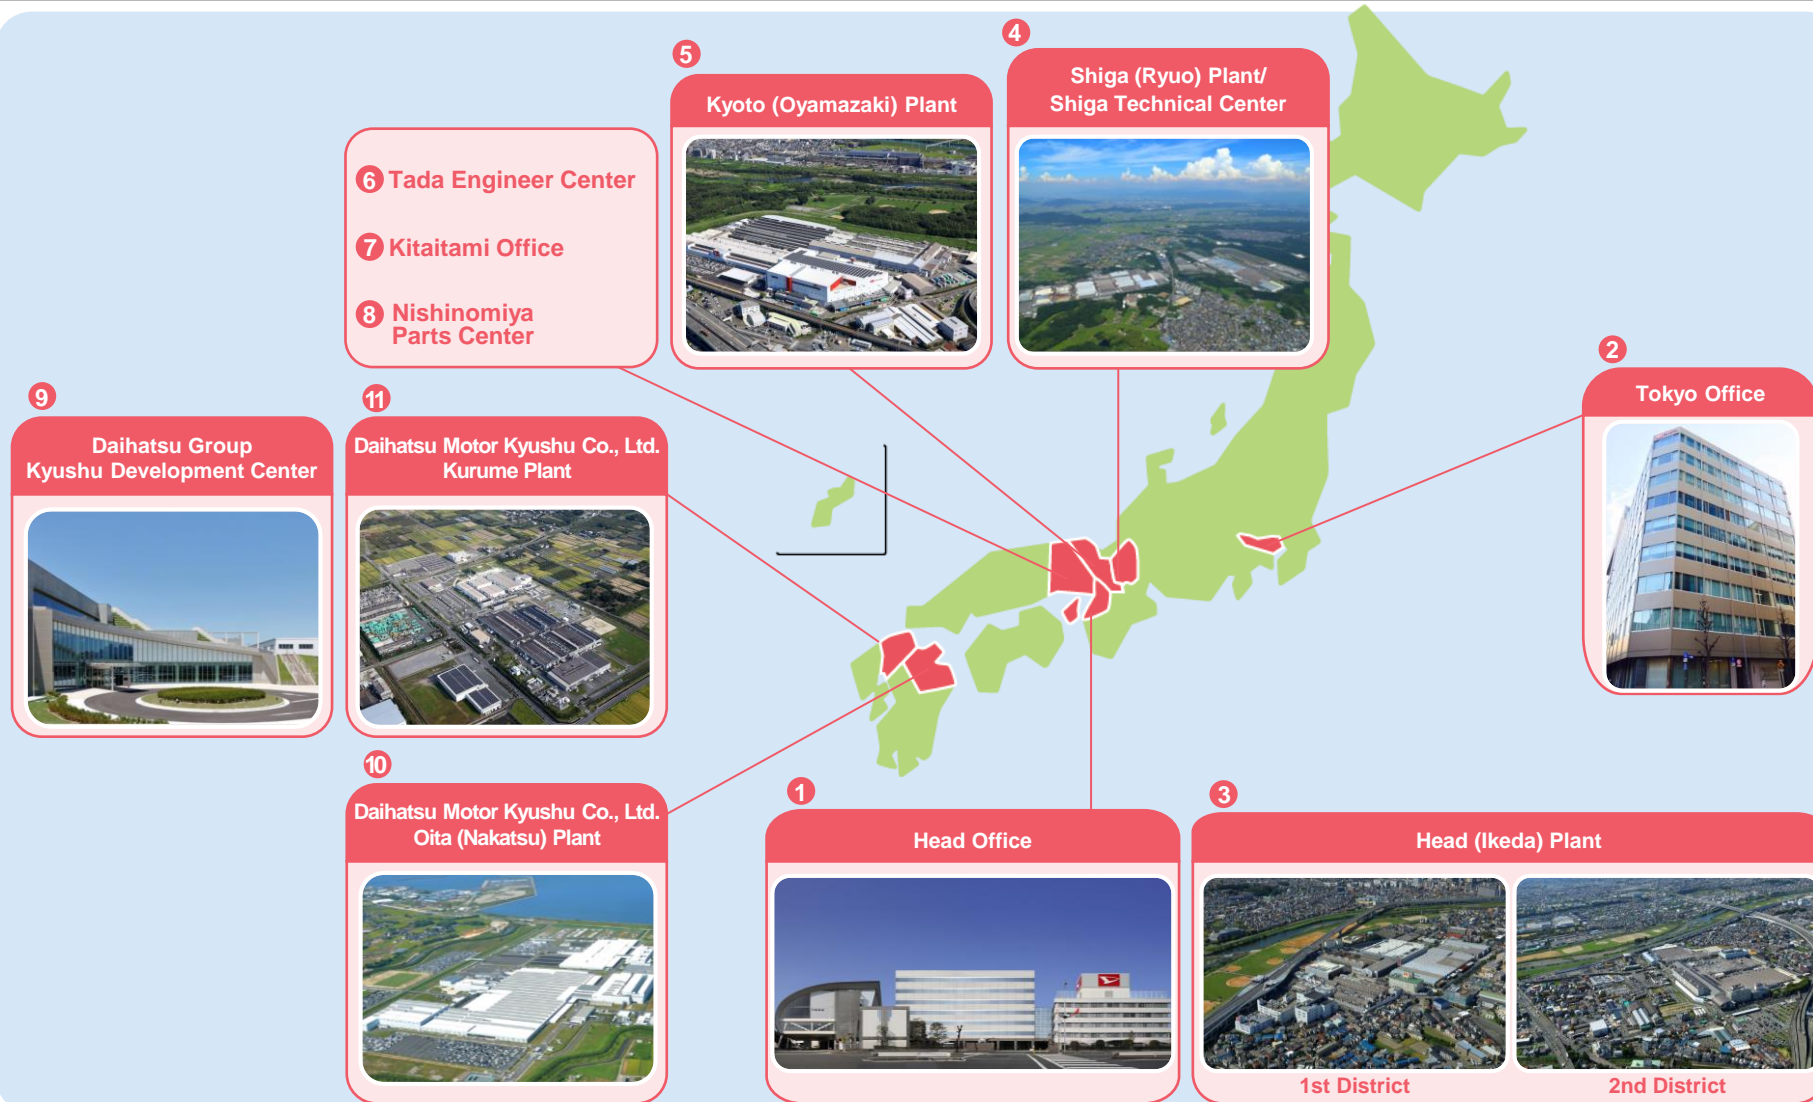 4
Shiga (Ryuo) Plant/
Shiga Technical Center
5
Kyoto (Oyamazaki) Plant
6 Tada Engineer Center
7 Kitaitami Office
8 Nishinomiya
Parts Center
2
Tokyo Office
9
Daihatsu Group
Kyushu Development Center
11
Daihatsu Motor Kyushu Co., Ltd.
Kurume Plant
10
Daihatsu Motor Kyushu Co., Ltd.
Oita (Nakatsu) Plant
1
Head Office
3
Head (Ikeda) Plant
1st District
2nd District